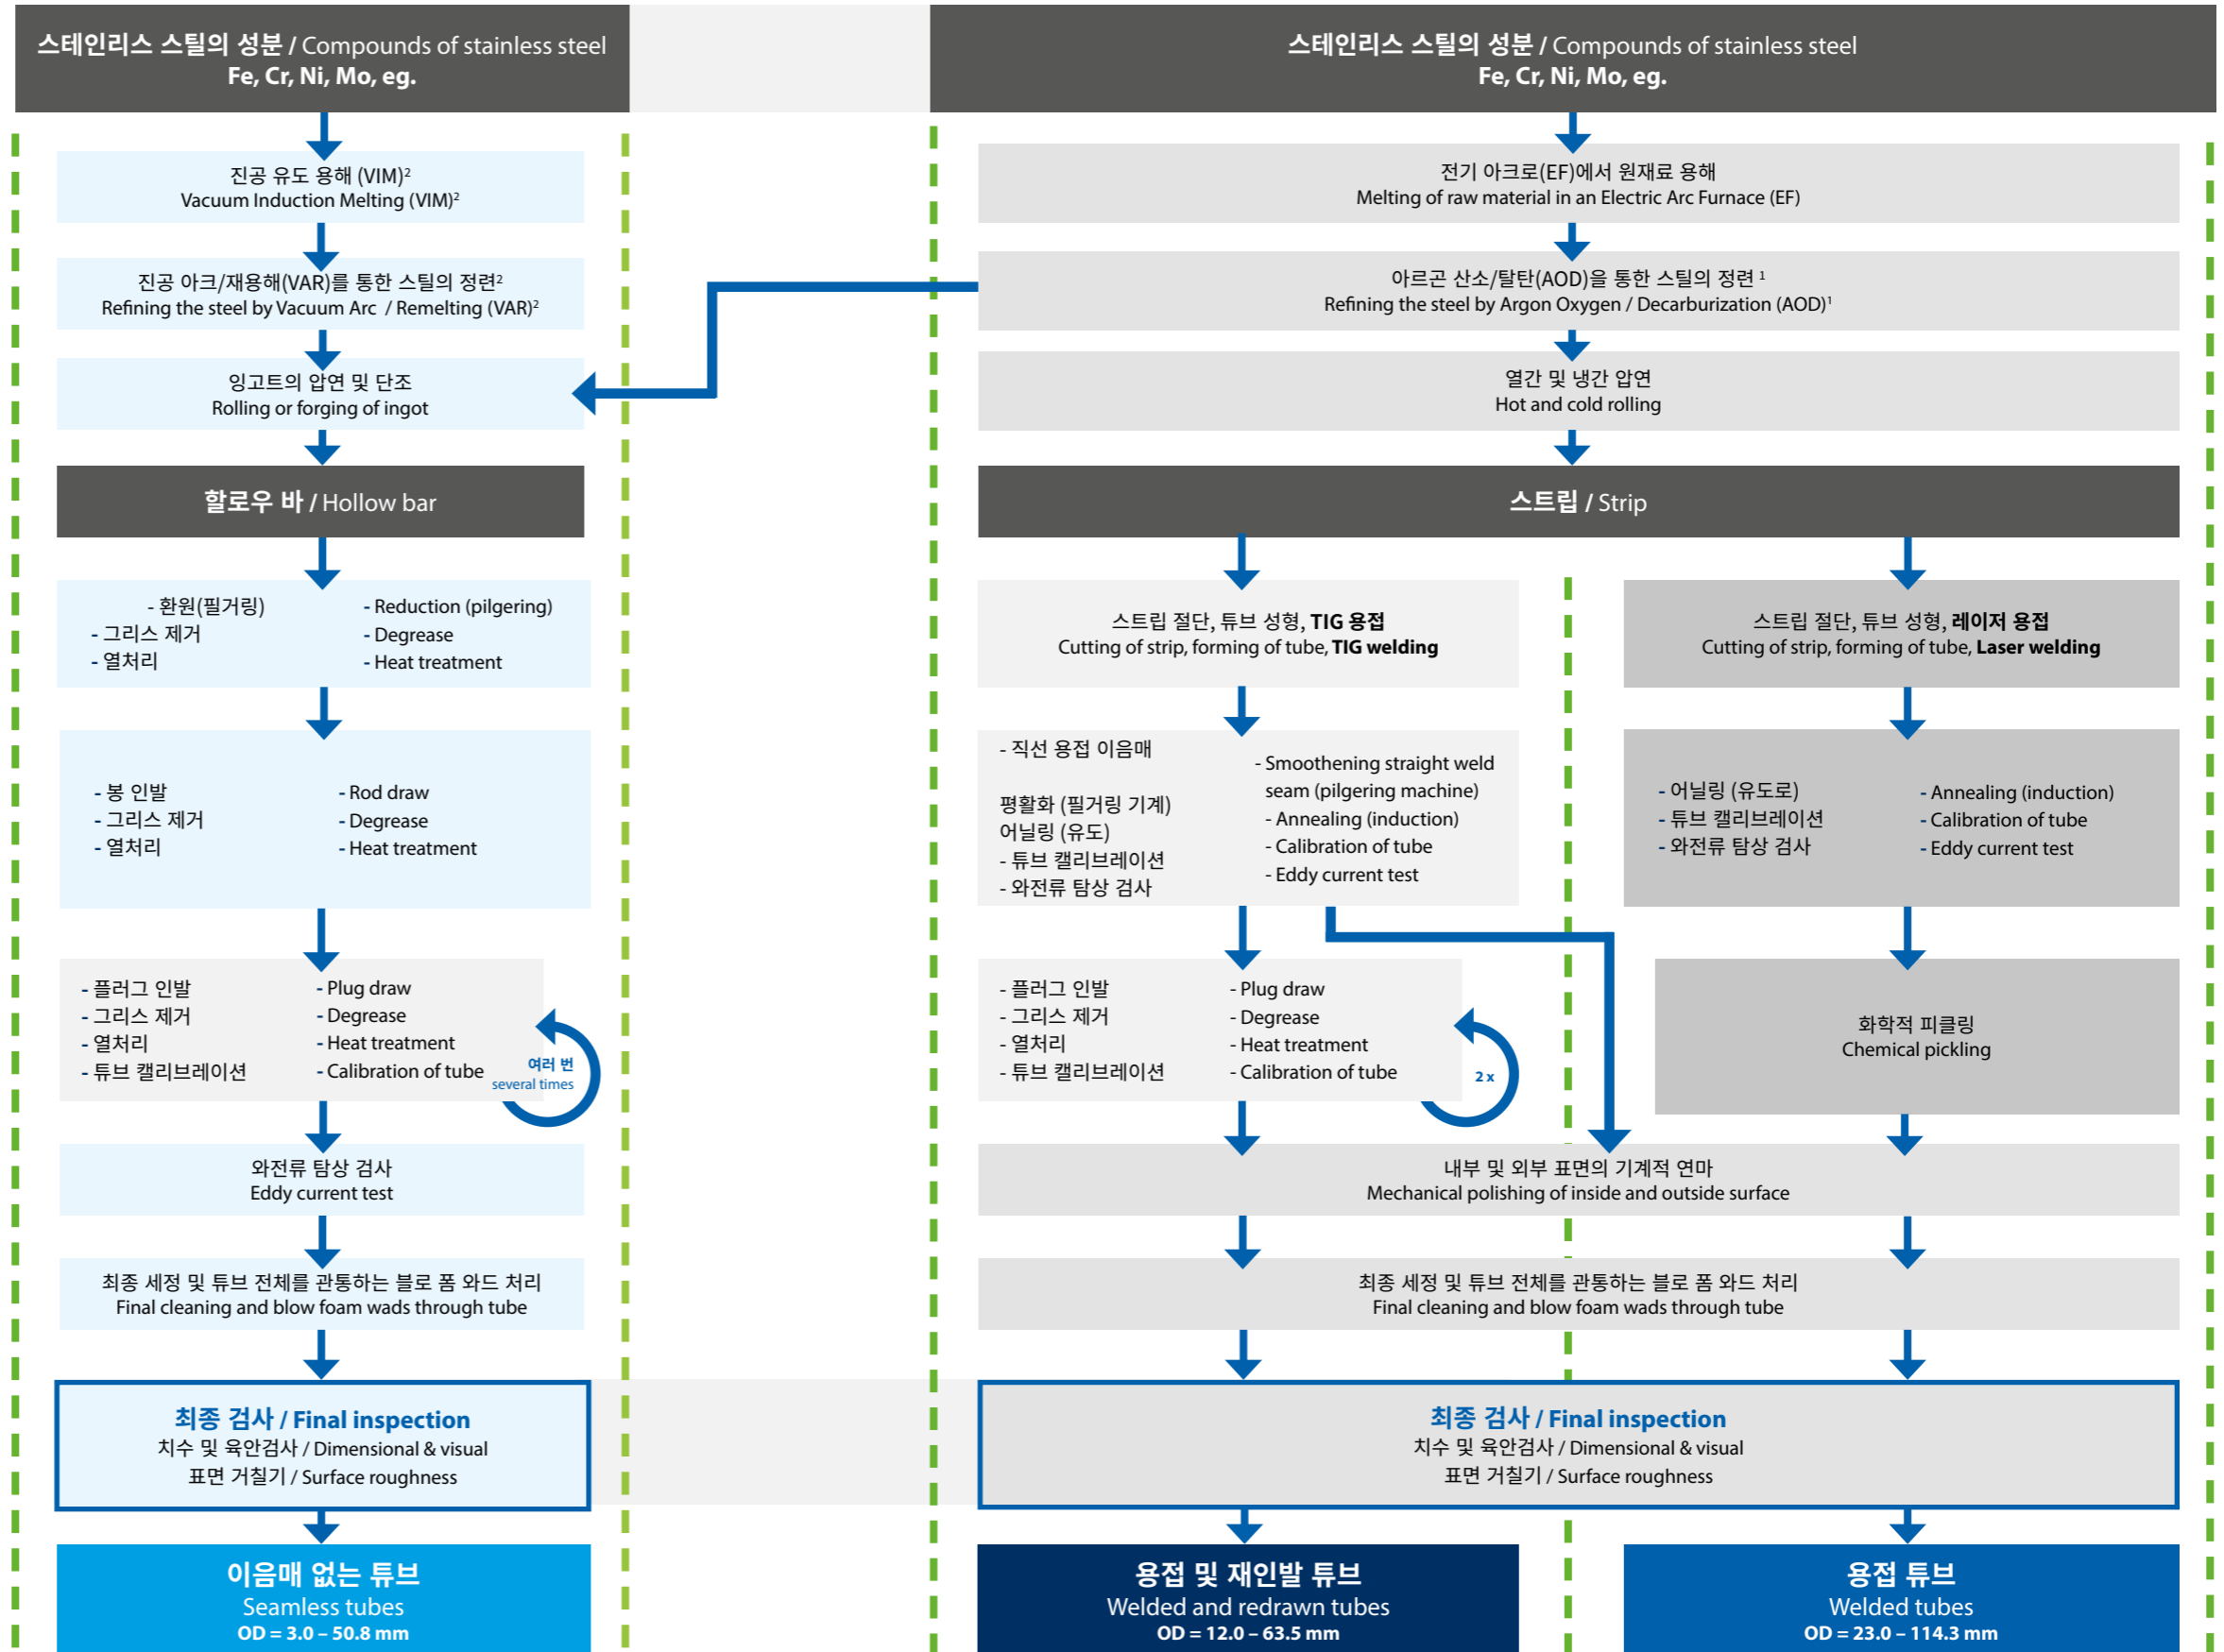 스테인리스 스틸의 성분 / Compounds of stainless steel
Fe, Cr, Ni, Mo, eg.
진공 유도 용해 (VIM)²
Vacuum Induction Melting (VIM)²
진공 아크/재용해(VAR)를 통한 스틸의 정련²
Refining the steel by Vacuum Arc / Remelting (VAR)²
잉고트의 압연 및 단조
Rolling or forging of ingot
할로우 바 / Hollow bar
- 환원(필거링)
- 그리스 제거
- 열처리
- Reduction (pilgering)
- Degrease
- Heat treatment
- 봉 인발
- 그리스 제거
- 열처리
- Rod draw
- Degrease
- Heat treatment
- 플러그 인발
- 그리스 제거
- 열처리
- 튜브 캘리브레이션
- Plug draw
- Degrease
- Heat treatment
- Calibration of tube
여러 번
several times
와전류 탐상 검사
Eddy current test
최종 세정 및 튜브 전체를 관통하는 블로 폼 와드 처리
Final cleaning and blow foam wads through tube
최종 검사 / Final inspection
치수 및 육안검사 / Dimensional & visual
표면 거칠기 / Surface roughness
이음매 없는 튜브
Seamless tubes
OD = 3.0 – 50.8 mm
스테인리스 스틸의 성분 / Compounds of stainless steel
Fe, Cr, Ni, Mo, eg.
전기 아크로(EF)에서 원재료 용해
Melting of raw material in an Electric Arc Furnace (EF)
아르곤 산소/탈탄(AOD)을 통한 스틸의 정련 ¹
Refining the steel by Argon Oxygen / Decarburization (AOD)¹
열간 및 냉간 압연
Hot and cold rolling
스트립 / Strip
스트립 절단, 튜브 성형, TIG 용접
Cutting of strip, forming of tube, TIG welding
- 직선 용접 이음매
평활화 (필거링 기계)
어닐링 (유도)
- 튜브 캘리브레이션
- 와전류 탐상 검사
- Smoothening straight weld
seam (pilgering machine)
- Annealing (induction)
- Calibration of tube
- Eddy current test
- 플러그 인발
- 그리스 제거
- 열처리
- 튜브 캘리브레이션
- Plug draw
- Degrease
- Heat treatment
- Calibration of tube
2 x
스트립 절단, 튜브 성형, 레이저 용접
Cutting of strip, forming of tube, Laser welding
- 어닐링 (유도로)
- 튜브 캘리브레이션
- 와전류 탐상 검사
- Annealing (induction)
- Calibration of tube
- Eddy current test
화학적 피클링
Chemical pickling
내부 및 외부 표면의 기계적 연마
Mechanical polishing of inside and outside surface
최종 세정 및 튜브 전체를 관통하는 블로 폼 와드 처리
Final cleaning and blow foam wads through tube
최종 검사 / Final inspection
치수 및 육안검사 / Dimensional & visual
표면 거칠기 / Surface roughness
용접 및 재인발 튜브
Welded and redrawn tubes
OD = 12.0 – 63.5 mm
용접 튜브
Welded tubes
OD = 23.0 – 114.3 mm